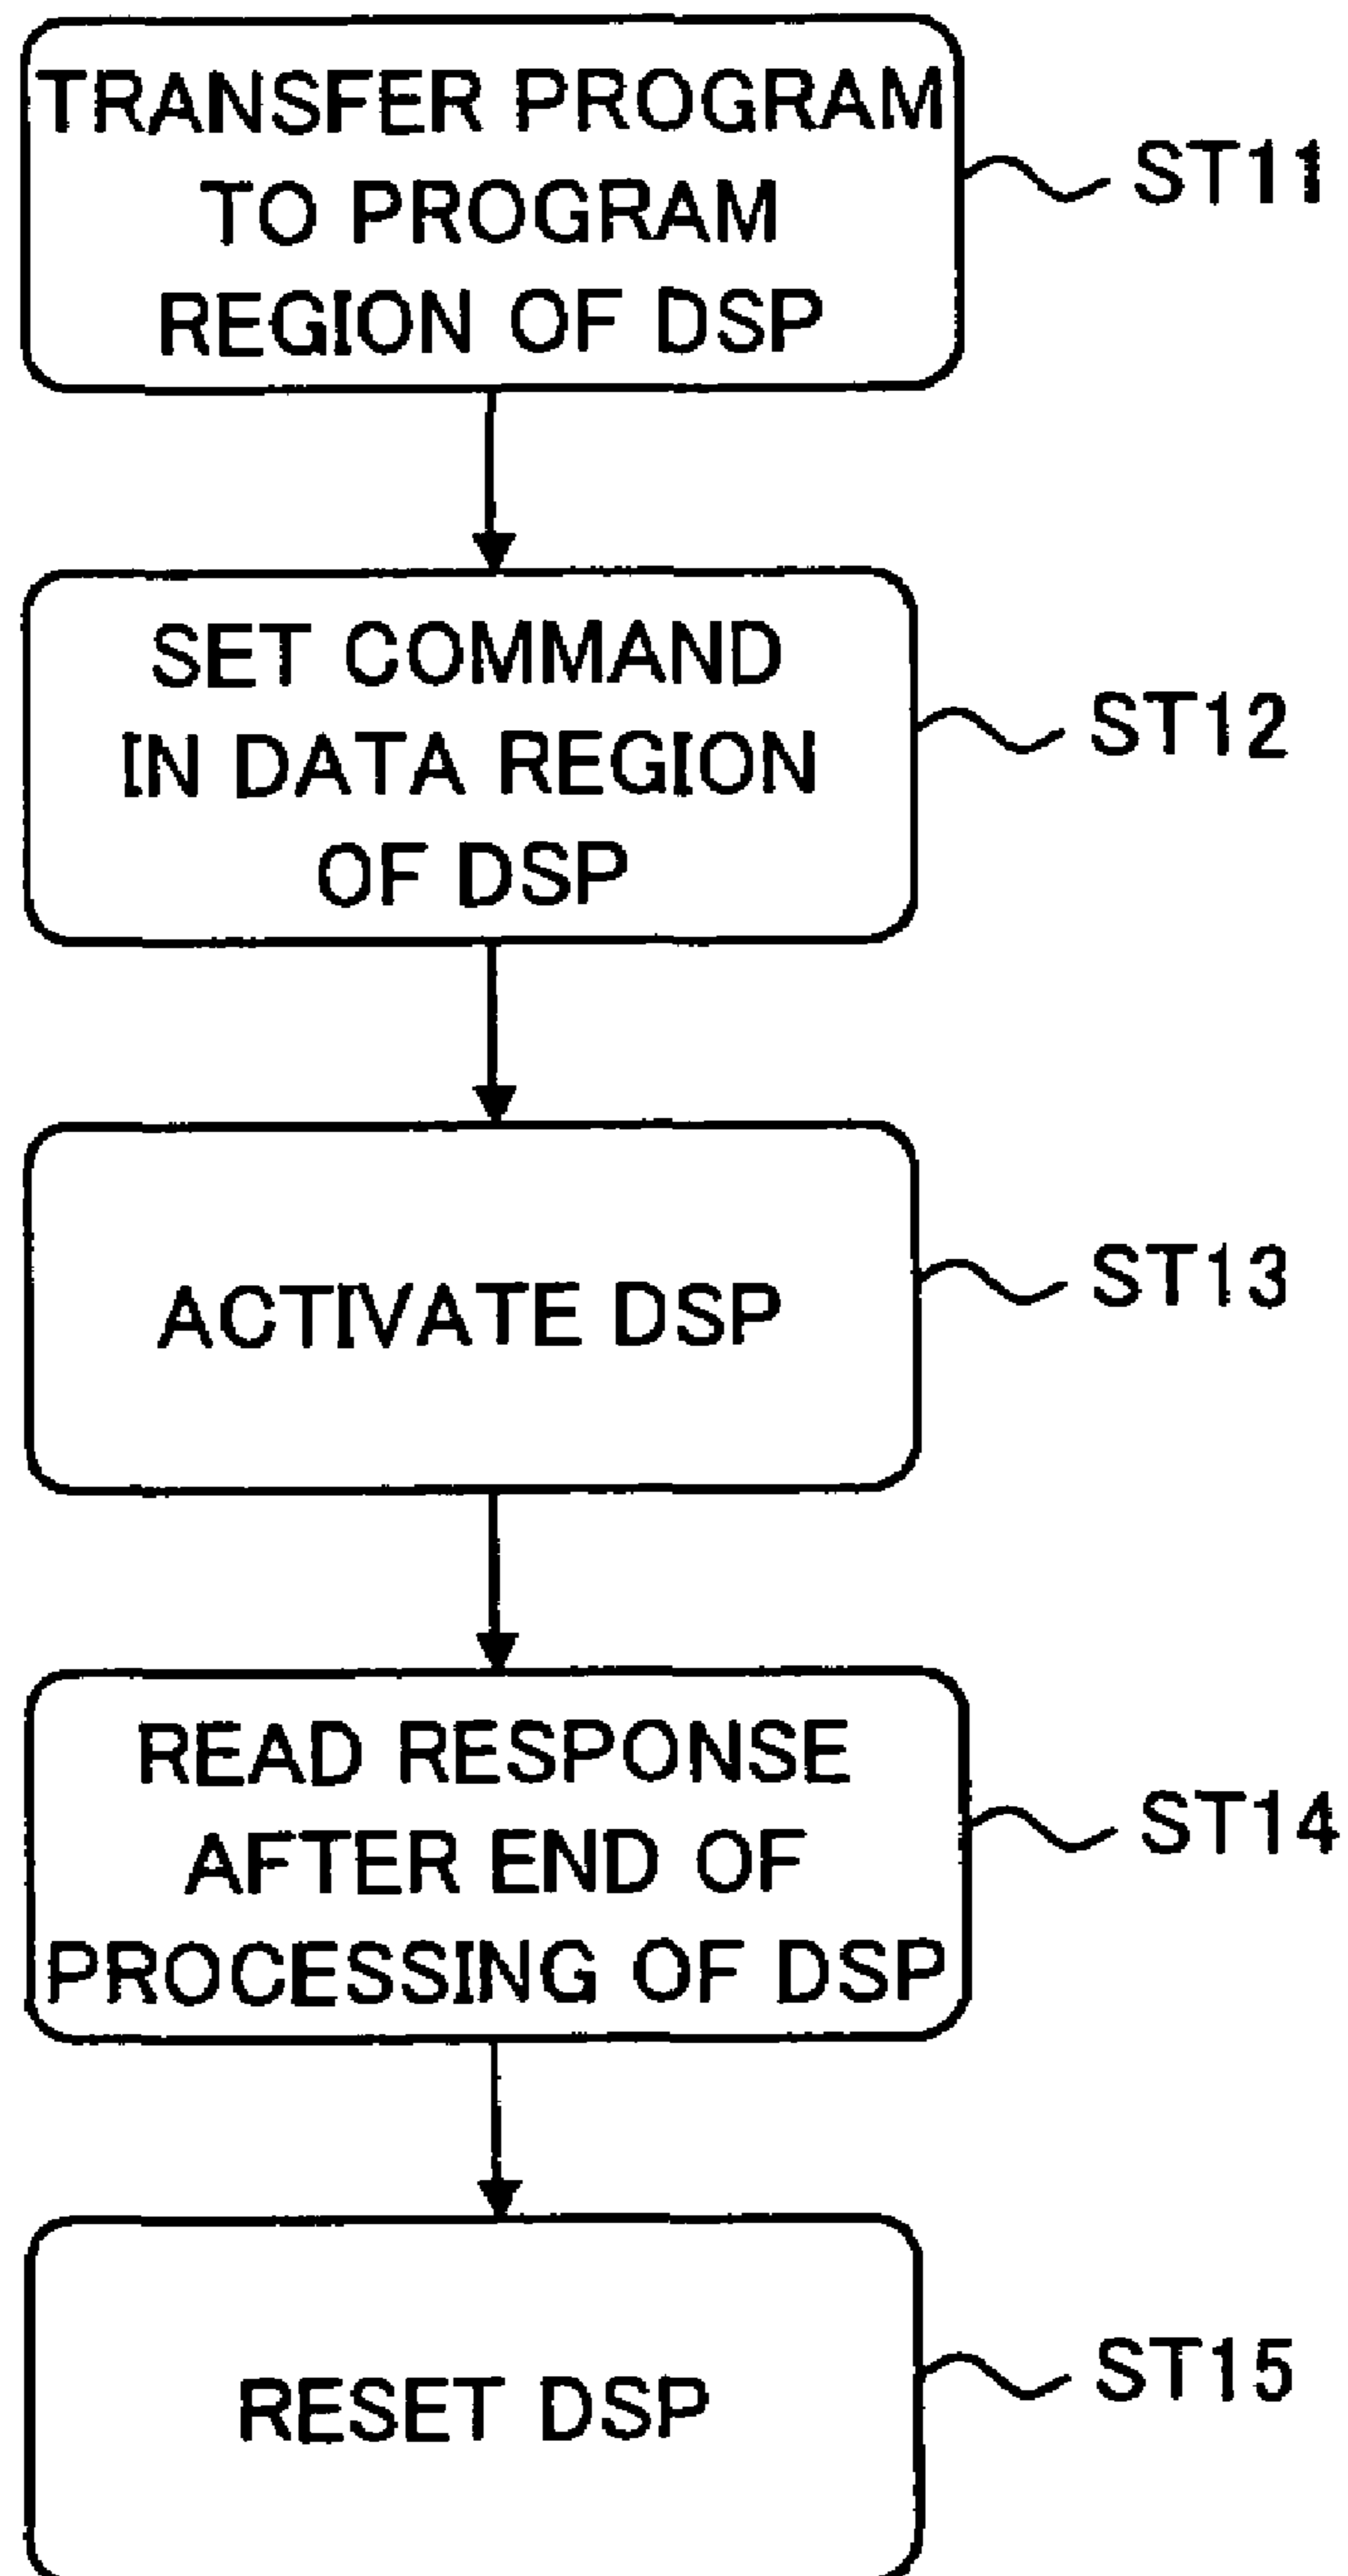 TRANSFER PROGRAM
TO PROGRAM
REGION OF DSP
ST11
SET COMMAND
IN DATA REGION
OF DSP
ST12
ACTIVATE DSP
ST13
READ RESPONSE
AFTER END OF
PROCESSING OF DSP
ST14
RESET DSP
ST15